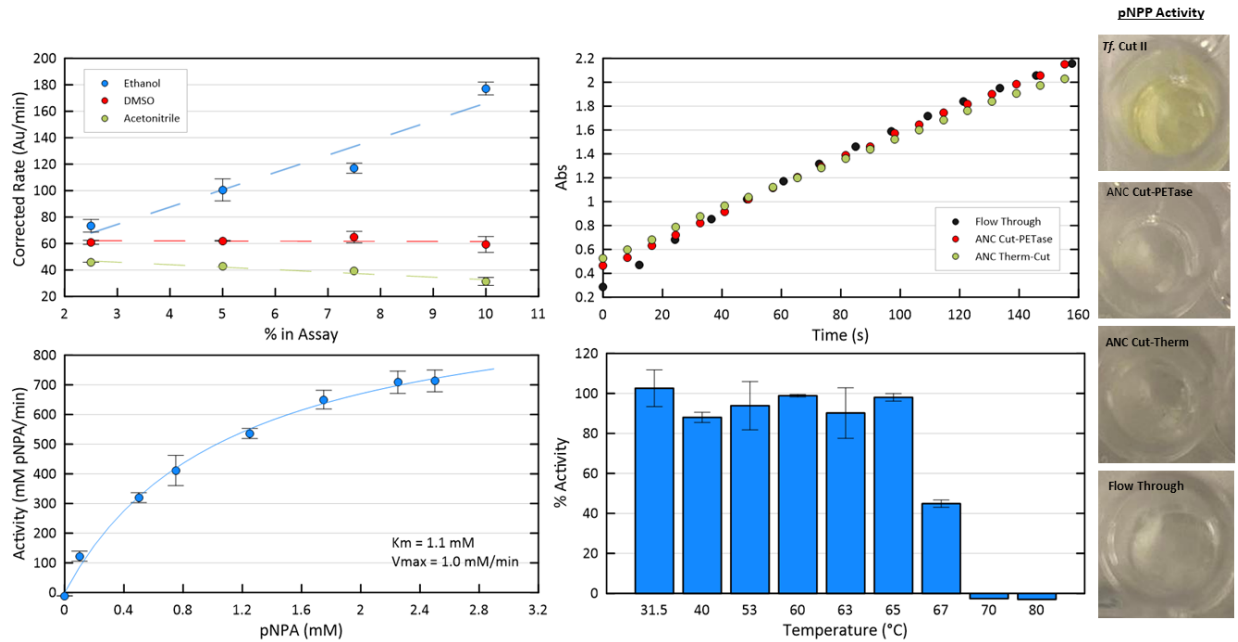 pNPP Activity
200
180
160
140
120
100
80
60
40
20
Corrected Rate (Au/min)
Ethanol
DMSO
Acetonitrile
2 3 4 5 6 7 8 9 10 11
% in Assay
2.2
2
1.8
1.6
1.4
1.2
1
0.8
0.6
0.4
0.2
Abs
Flow Through
ANC Cut-PETase
ANC Therm-Cut
0 20 40 60 80 100 120 140 160
Time (s)
Tf. Cut II
ANC Cut-PETase
ANC Cut-Therm
Flow Through
800
700
600
500
400
300
200
100
0
Activity (mM pNPA/min)
Km = 1.1 mM
Vmax = 1.0 mM/min
0 0.4 0.8 1.2 1.6 2 2.4 2.8 3.2
pNPA (mM)
120
100
80
60
40
20
0
% Activity
31.5 40 53 60 63 65 67 70 80
Temperature (°C)